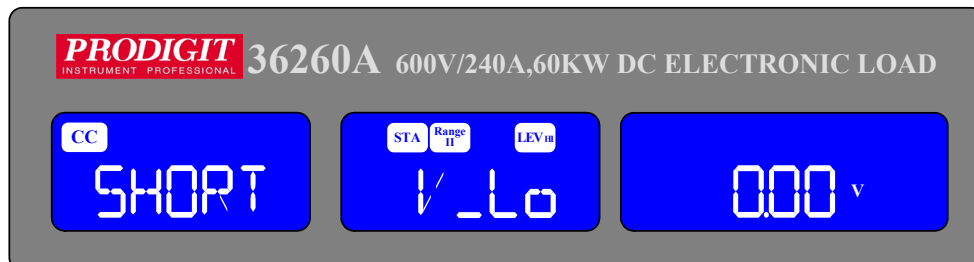 PRODIGIT
INSTRUMENT PROFESSIONAL
36260A 600V/240A,60KW DC ELECTRONIC LOAD
CC
STA Range II LEV HI
SHORT V_Lo 0.00 V